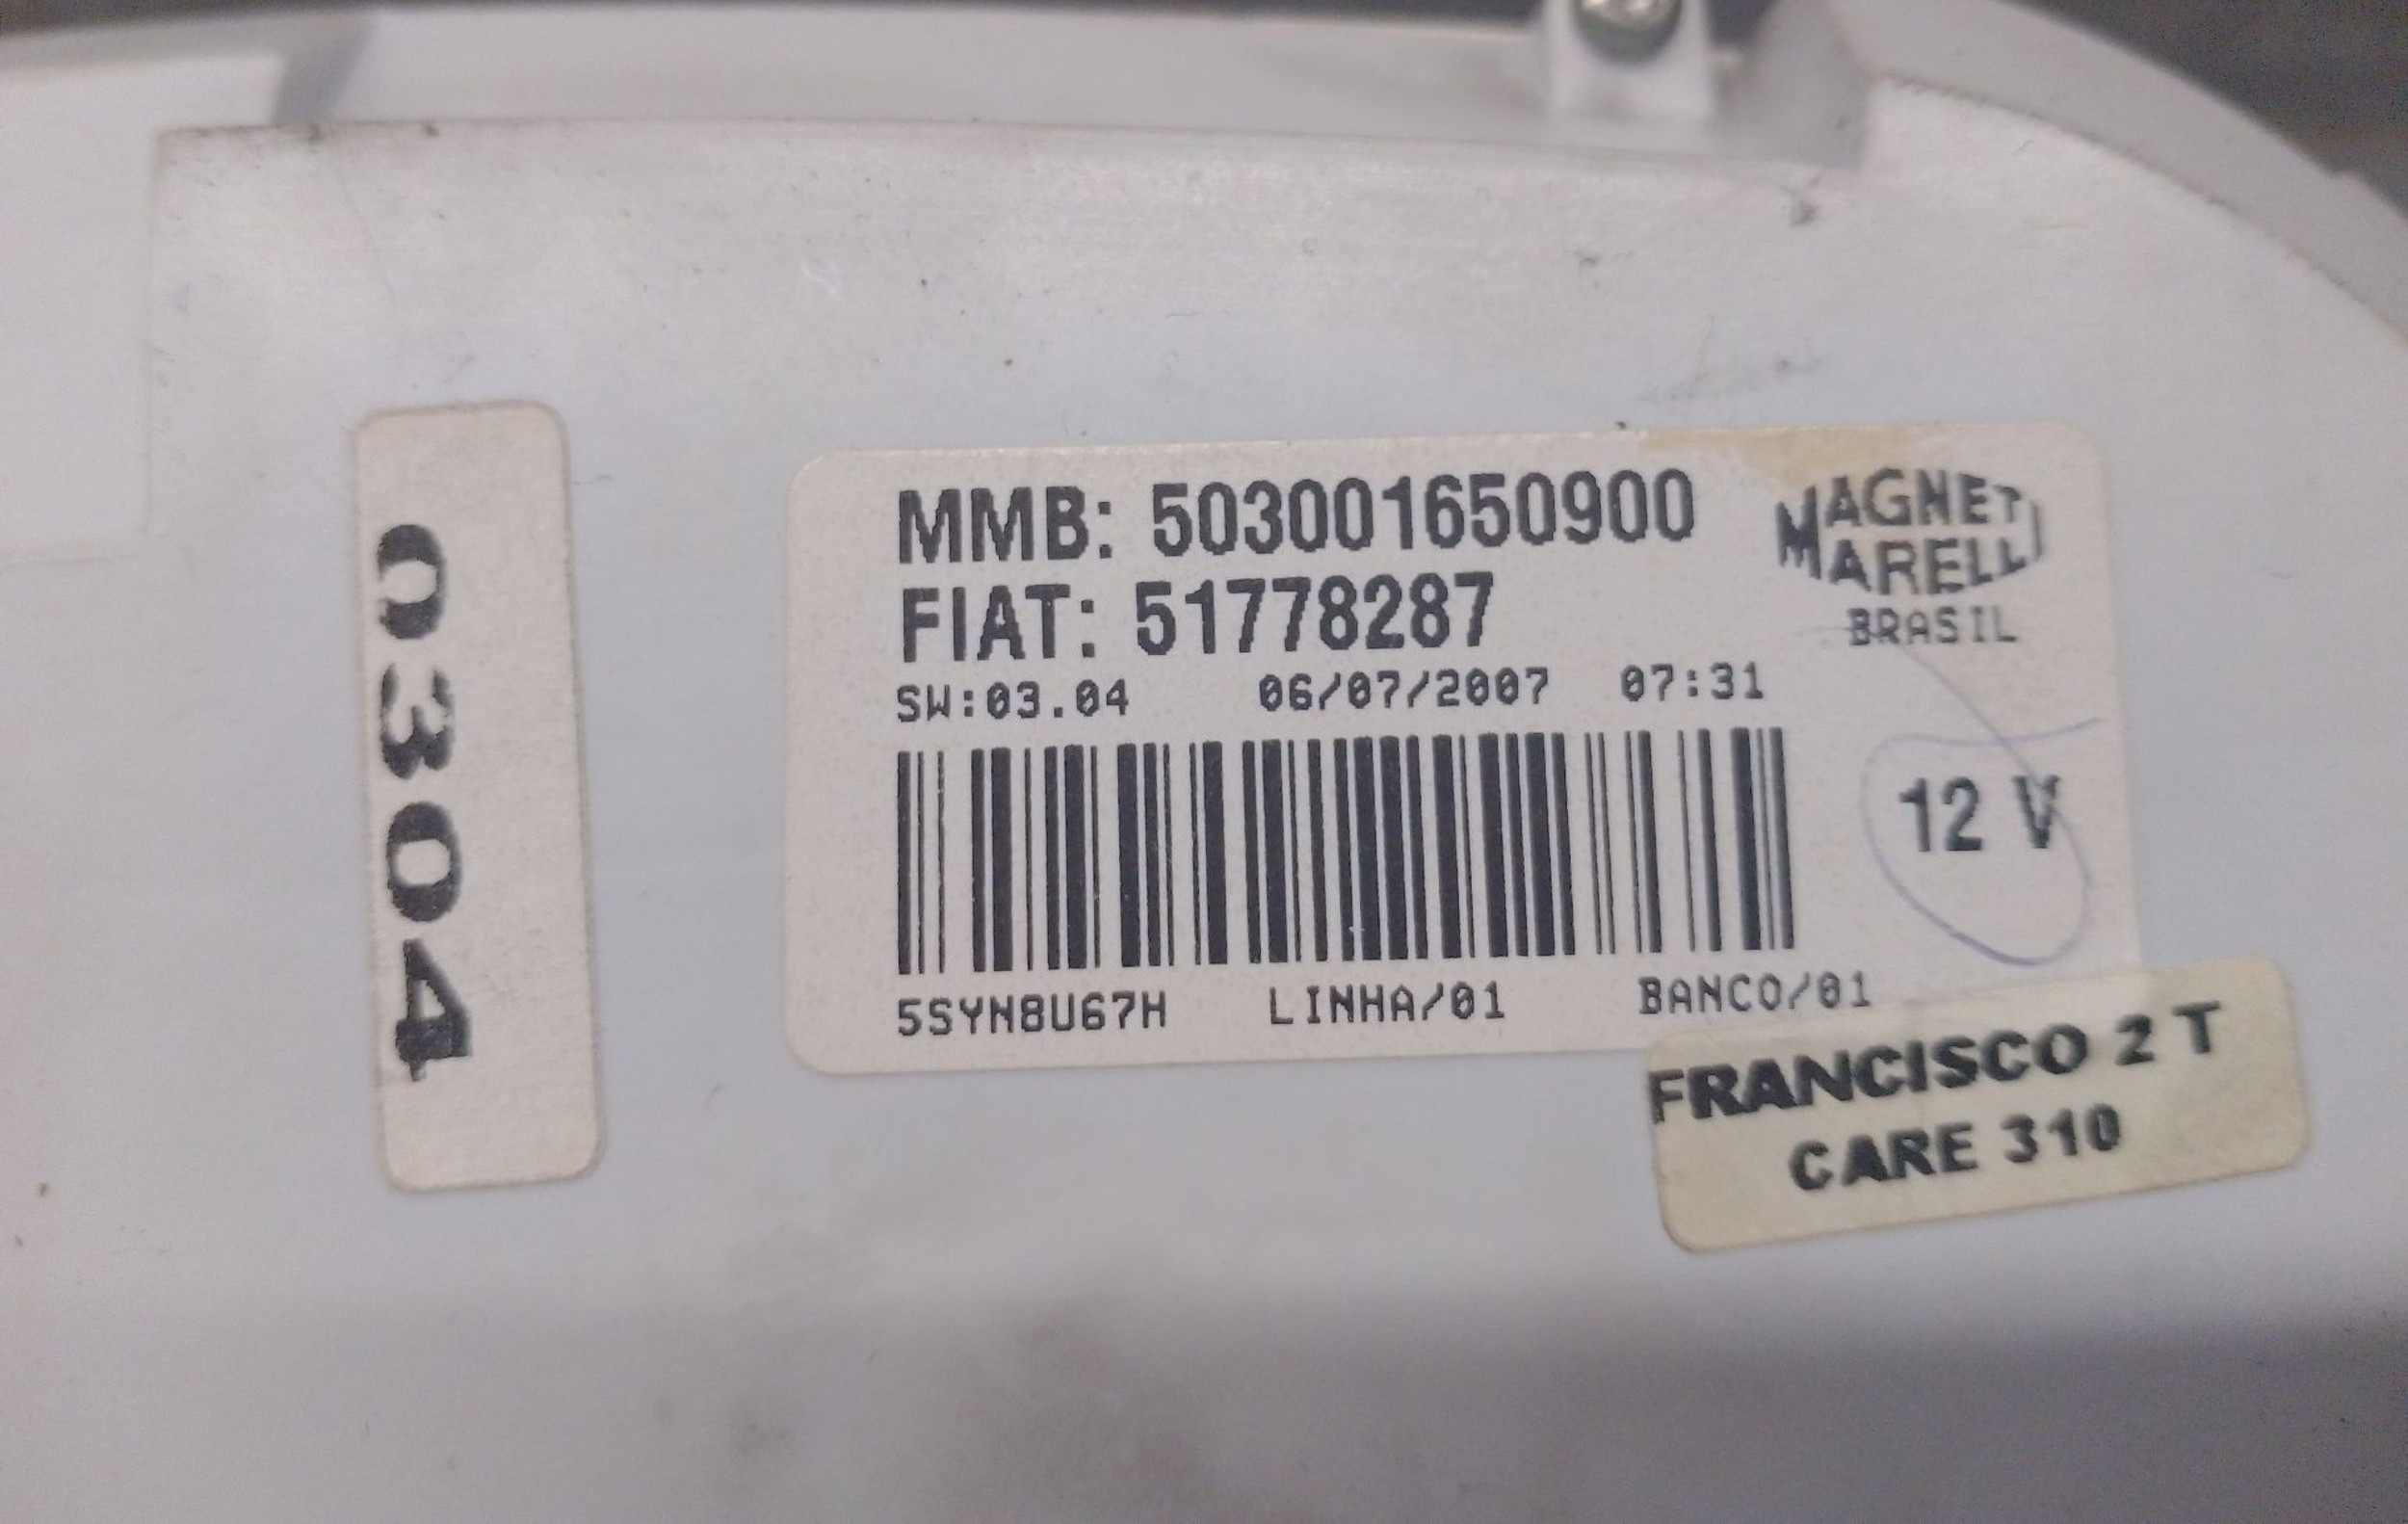 0304
MMB: 503001650900
FIAT: 51778287
MAGNETI
MARELLI
BRASIL
SW:03.04 06/07/2007 07:31
12 V
5SYN8U67H LINHA/01 BANCO/01
FRANCISCO 2 T
CARE 310